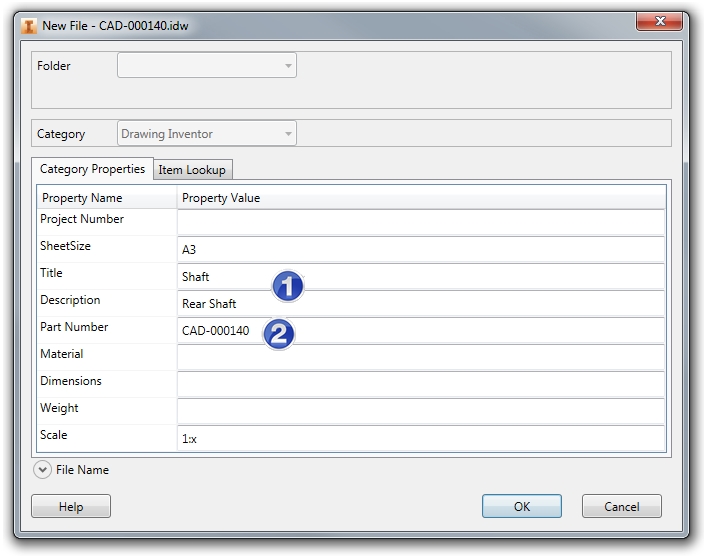 New File - CAD-000140.idw
Folder
Category Drawing Inventor
Category Properties Item Lookup
Property Name Property Value
Project Number
SheetSize A3
Title Shaft
1
Description Rear Shaft
Part Number CAD-000140 2
Material
Dimensions
Weight
Scale 1:x
File Name
Help OK Cancel